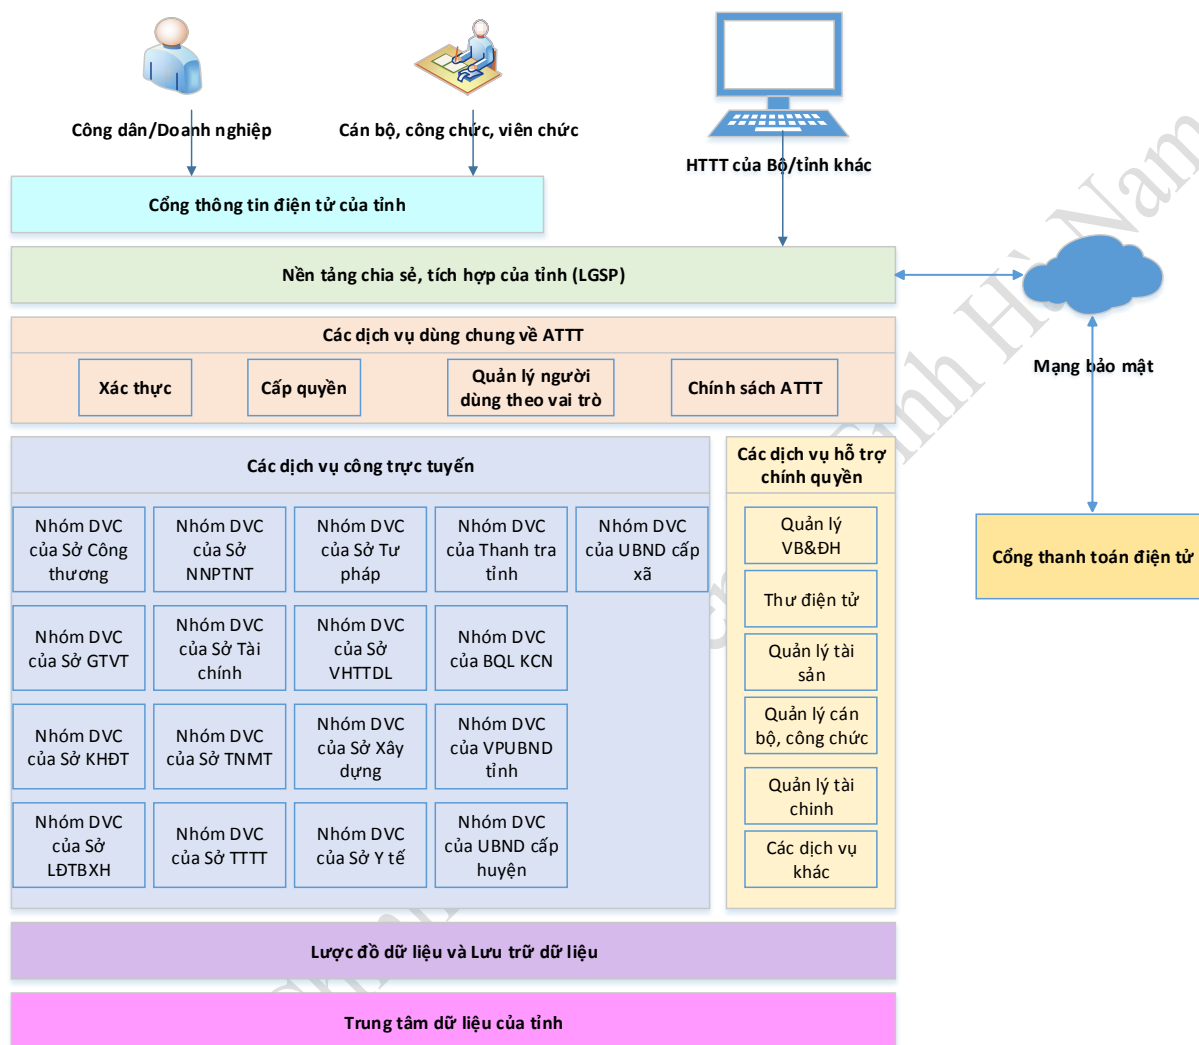 Công dân/Doanh nghiệp
Cán bộ, công chức, viên chức
HTTT của Bộ/tỉnh khác
Cổng thông tin điện tử của tỉnh
Nền tảng chia sẻ, tích hợp của tỉnh (LGSP)
Các dịch vụ dùng chung về ATTT
Xác thực
Cấp quyền
Quản lý người
dùng theo vai trò
Chính sách ATTT
Mạng bảo mật
Các dịch vụ công trực tuyến
Nhóm DVC
của Sở Công
thương
Nhóm DVC
của Sở
NNPTNT
Nhóm DVC
của Sở Tư
pháp
Nhóm DVC
của Thanh tra
tỉnh
Nhóm DVC
của UBND cấp
xã
Nhóm DVC
của Sở GTVT
Nhóm DVC
của Sở Tài
chính
Nhóm DVC
của Sở
VHTTDL
Nhóm DVC
của BQL KCN
Nhóm DVC
của Sở KHĐT
Nhóm DVC
của Sở TNMT
Nhóm DVC
của Sở Xây
dựng
Nhóm DVC
của VPUBND
tỉnh
Nhóm DVC
của Sở
LĐTBXH
Nhóm DVC
của Sở TTTT
Nhóm DVC
của Sở Y tế
Nhóm DVC
của UBND cấp
huyện
Các dịch vụ hỗ trợ
chính quyền
Quản lý
VB&ĐH
Thư điện tử
Quản lý tài
sản
Quản lý cán
bộ, công chức
Quản lý tài
chinh
Các dịch vụ
khác
Cổng thanh toán điện tử
Lược đồ dữ liệu và Lưu trữ dữ liệu
Trung tâm dữ liệu của tỉnh
Hà Nam